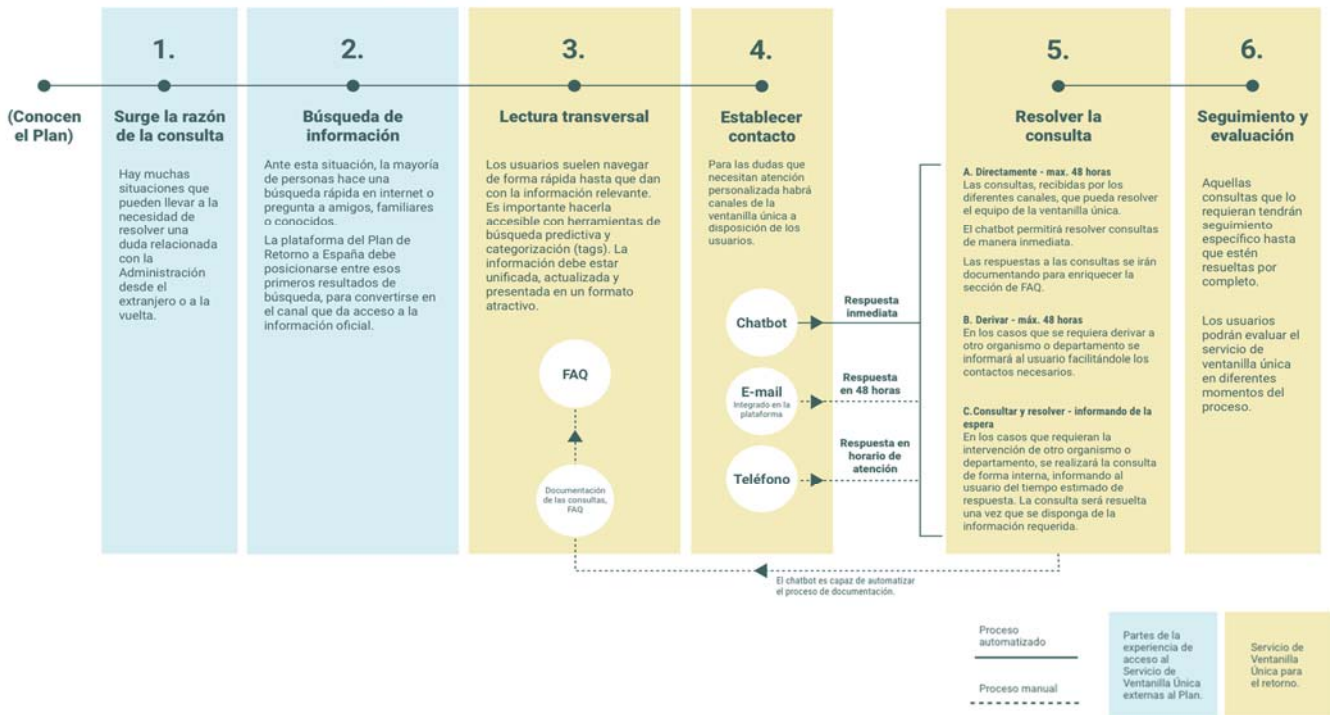 1.
2.
3.
4.
5.
6.
(Conocen
el Plan)
Surge la razón
de la consulta
Hay muchas
situaciones que
pueden llevar a la
necesidad de
resolver una
duda relacionada
con la
Administración
desde el
extranjero o a la
vuelta.
Búsqueda de
información
Ante esta situación, la mayoría
de personas hace una
búsqueda rápida en internet o
pregunta a amigos, familiares
o conocidos.
La plataforma del Plan de
Retorno a España debe
posicionarse entre esos
primeros resultados de
búsqueda, para convertirse en
el canal que da acceso a la
información oficial.
Lectura transversal
Los usuarios suelen navegar
de forma rápida hasta que dan
con la información relevante.
Es importante hacerla
accesible con herramientas de
búsqueda predictiva y
categorización (tags). La
información debe estar
unificada, actualizada y
presentada en un formato
atractivo.
FAQ
Documentación
de las consultas,
FAQ
Establecer
contacto
Para las dudas que
necesitan atención
personalizada habrá
canales de la
ventanilla única a
disposición de los
usuarios.
Chatbot
E-mail
Integrado en la
plataforma
Teléfono
Respuesta
inmediata
Respuesta
en 48 horas
Respuesta en
horario de
atención
Resolver la
consulta
A. Directamente - max. 48 horas
Las consultas, recibidas por los
diferentes canales, que pueda resolver
el equipo de la ventanilla única.
El chatbot permitirá resolver consultas
de manera inmediata.
Las respuestas a las consultas se irán
documentando para enriquecer la
sección de FAQ.
B. Derivar - máx. 48 horas
En los casos que se requiera derivar a
otro organismo o departamento se
informará al usuario facilitándole los
contactos necesarios.
C.Consultar y resolver - informando de la
espera
En los casos que requieran la
intervención de otro organismo o
departamento, se realizará la consulta
de forma interna, informando al
usuario del tiempo estimado de
respuesta. La consulta será resuelta
una vez que se disponga de la
información requerida.
Seguimiento y
evaluación
Aquellas
consultas que lo
requieran tendrán
seguimiento
específico hasta
que estén
resueltas por
completo.
Los usuarios
podrán evaluar el
servicio de
ventanilla única
en diferentes
momentos del
proceso.
El chatbot es capaz de automatizar
el proceso de documentación.
Proceso
automatizado
Proceso manual
Partes de la
experiencia de
acceso al
Servicio de
Ventanilla Única
externas al Plan.
Servicio de
Ventanilla
Única para
el retorno.